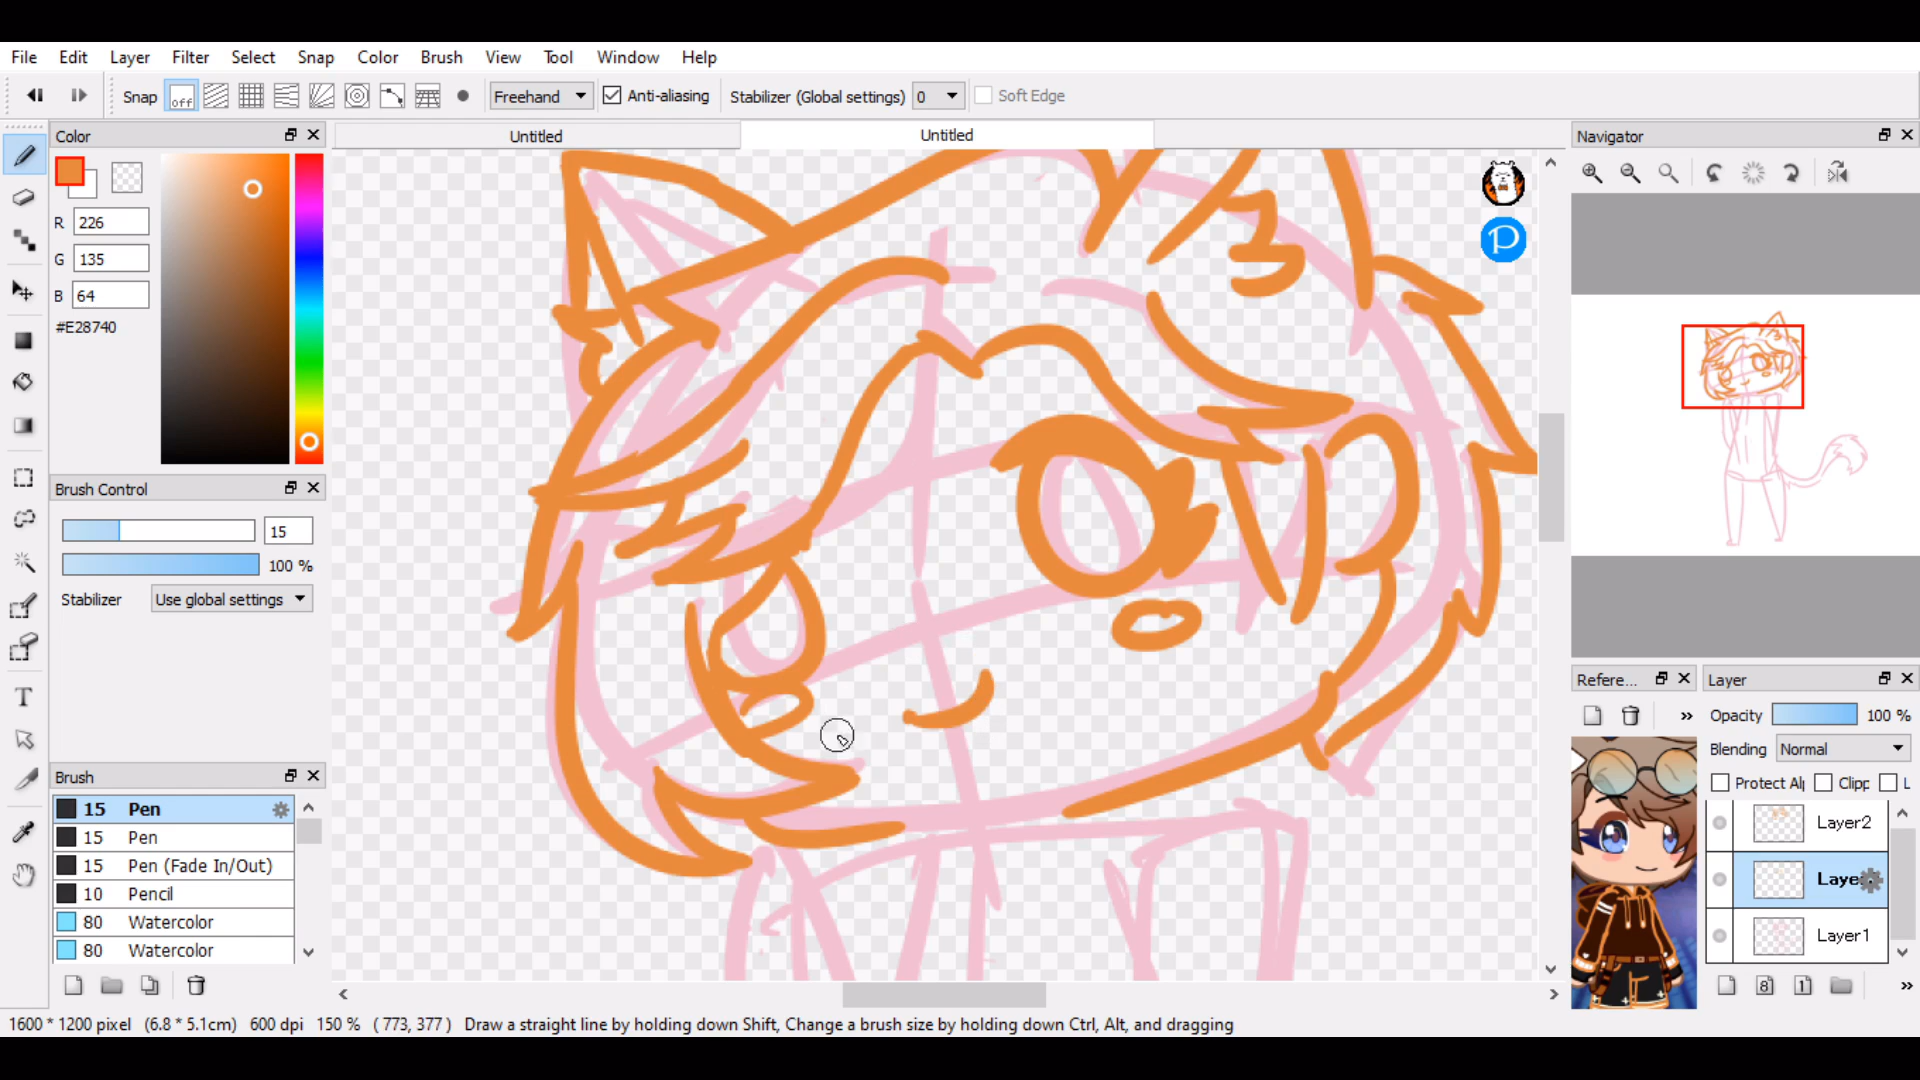 File Edit Layer Filter Select Snap Color Brush View Tool Window Help
Snap off Freehand Anti-aliasing Stabilizer (Global settings) 0 Soft Edge
Color
Untitled
Untitled
Navigator
R 226
G 135
B 64
#E28740
Brush Control
15
100 %
Stabilizer Use global settings
Brush
15 Pen
15 Pen
15 Pen (Fade In/Out)
10 Pencil
80 Watercolor
80 Watercolor
P
Refere...
Layer
Opacity 100 %
Blending Normal
Protect Al Clipp L
Layer2
Laye
Layer1
8 1
1600 * 1200 pixel (6.8 * 5.1cm) 600 dpi 150 % ( 773, 377 ) Draw a straight line by holding down Shift, Change a brush size by holding down Ctrl, Alt, and dragging